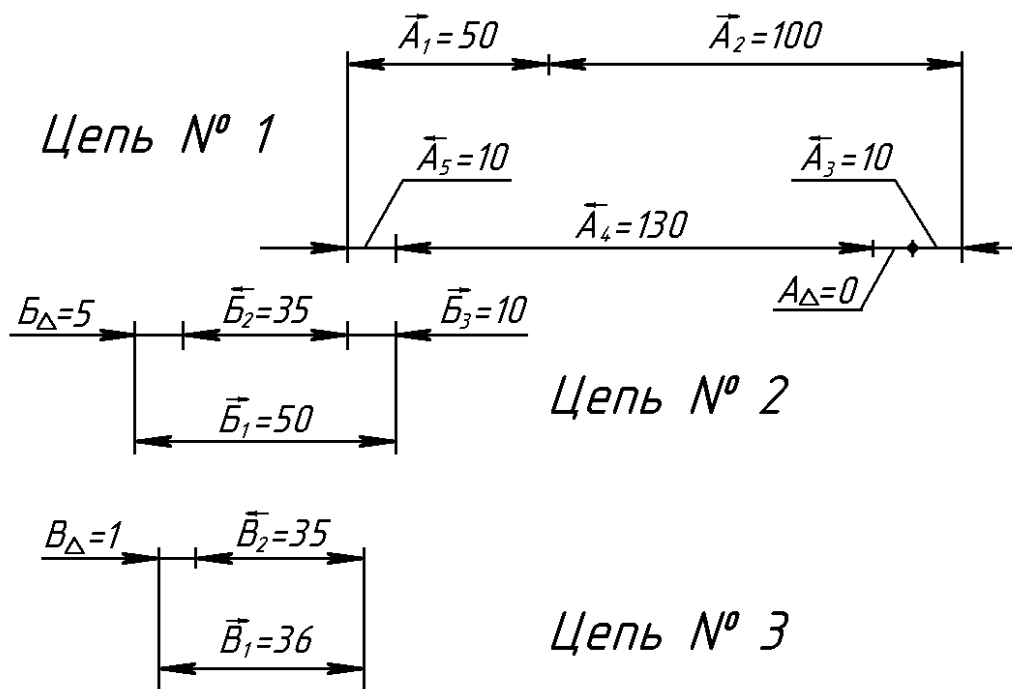 A₁=50 A₂=100
Цепь № 1
A₅=10 A₃=10
A₄=130
A△=0
Б△=5 Б₂=35 Б₃=10
Цепь № 2
Б₁=50
В△=1 В₂=35
Цепь № 3
В₁=36